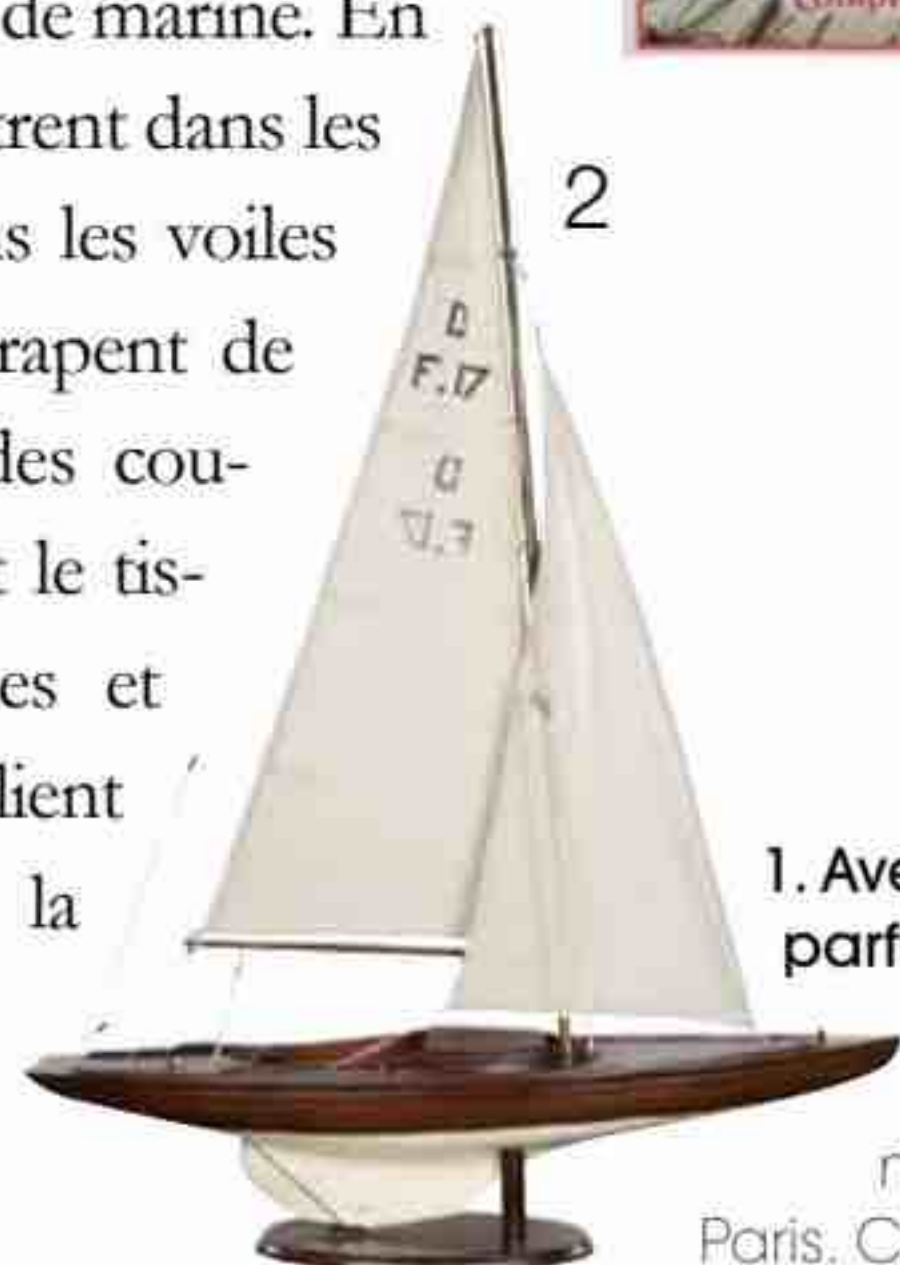 de marine. En
trent dans les
les voiles
rapent de
des cou-
le tis-
es et
lient
la
2
D
F.17
1. Ave
parf
Paris. C